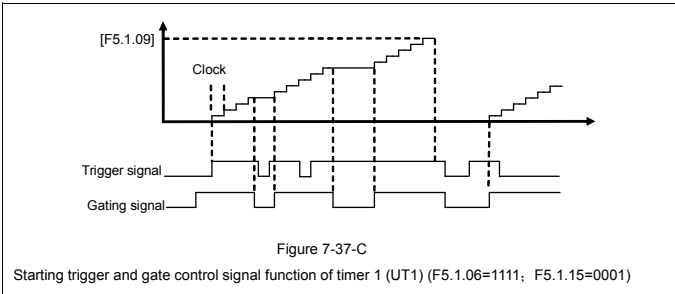 [F5.1.09]
Clock
Trigger signal
Gating signal
Figure 7-37-C
Starting trigger and gate control signal function of timer 1 (UT1) (F5.1.06=1111；F5.1.15=0001)